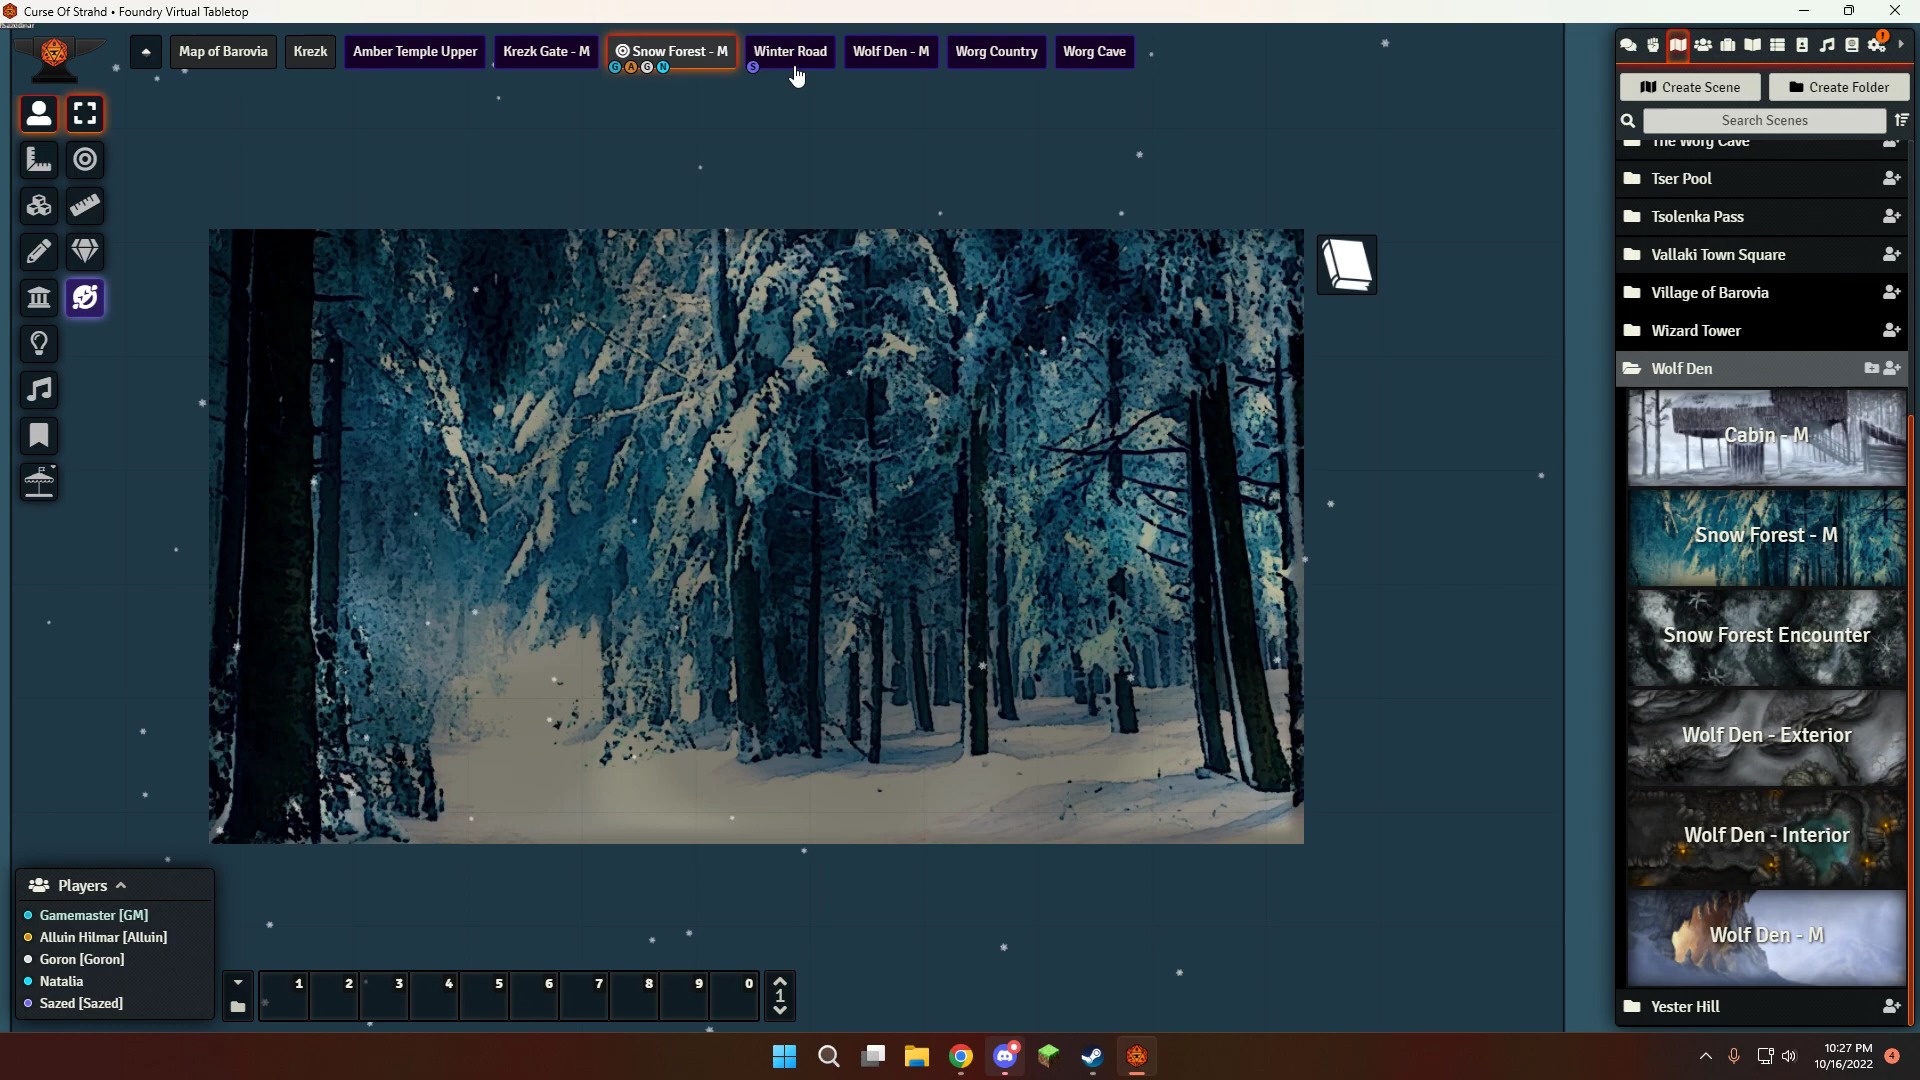 Curse Of Strahd • Foundry Virtual Tabletop
Map of Barovia
Krezk
Amber Temple Upper
Krezk Gate - M
Snow Forest - M
Winter Road
Wolf Den - M
Worg Country
Worg Cave
G A G N
S
Create Scene
Create Folder
Search Scenes
The Worg Cave
Tser Pool
Tsolenka Pass
Vallaki Town Square
Village of Barovia
Wizard Tower
Wolf Den
Cabin - M
Snow Forest - M
Snow Forest Encounter
Wolf Den - Exterior
Wolf Den - Interior
Wolf Den - M
Yester Hill
Players
Gamemaster [GM]
Alluin Hilmar [Alluin]
Goron [Goron]
Natalia
Sazed [Sazed]
1 2 3 4 5 6 7 8 9 0
1
10:27 PM
10/16/2022
4